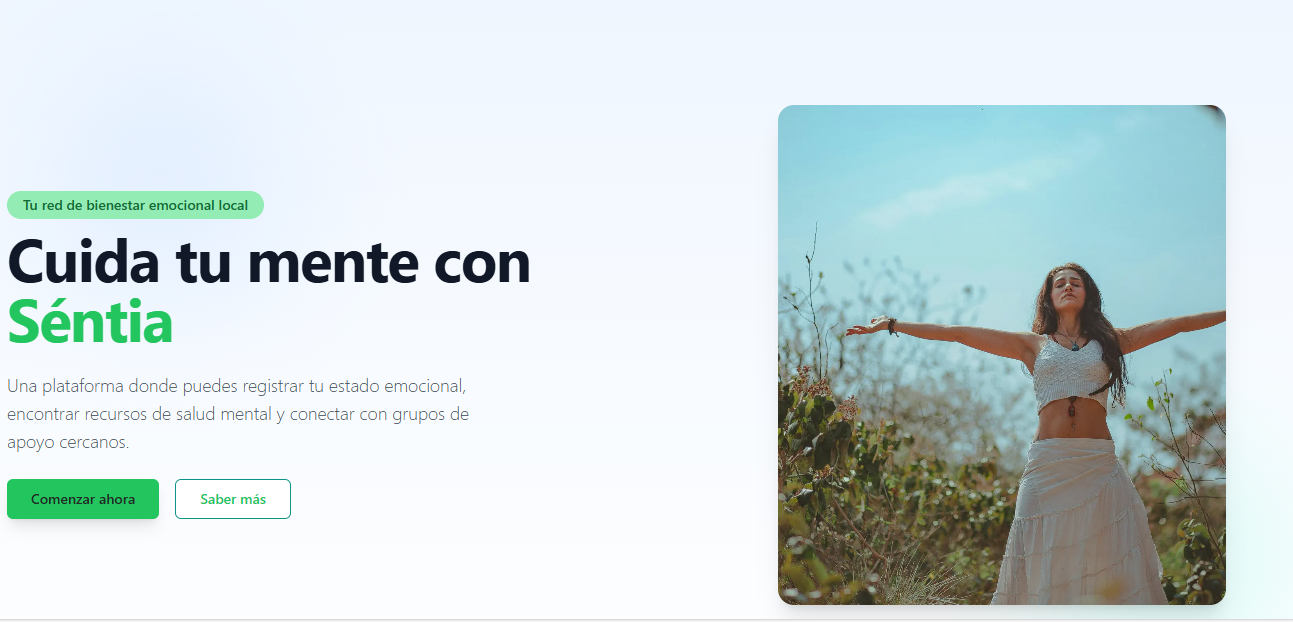 Tu red de bienestar emocional local
Cuida tu mente con
Séntia
Una plataforma donde puedes registrar tu estado emocional,
encontrar recursos de salud mental y conectar con grupos de
apoyo cercanos.
Comenzar ahora
Saber más